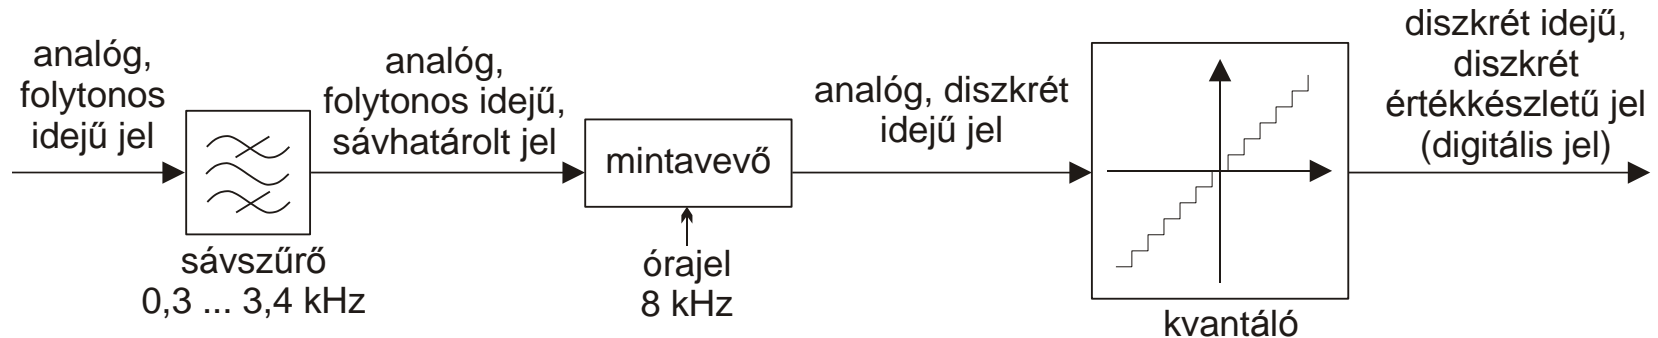 analóg,
folytonos
idejű jel
sávszűrő
0,3 ... 3,4 kHz
analóg,
folytonos idejű,
sávhatárolt jel
mintavevő
órajel
8 kHz
analóg, diszkrét
idejű jel
kvantáló
diszkrét idejű,
diszkrét
értékkészletű jel
(digitális jel)